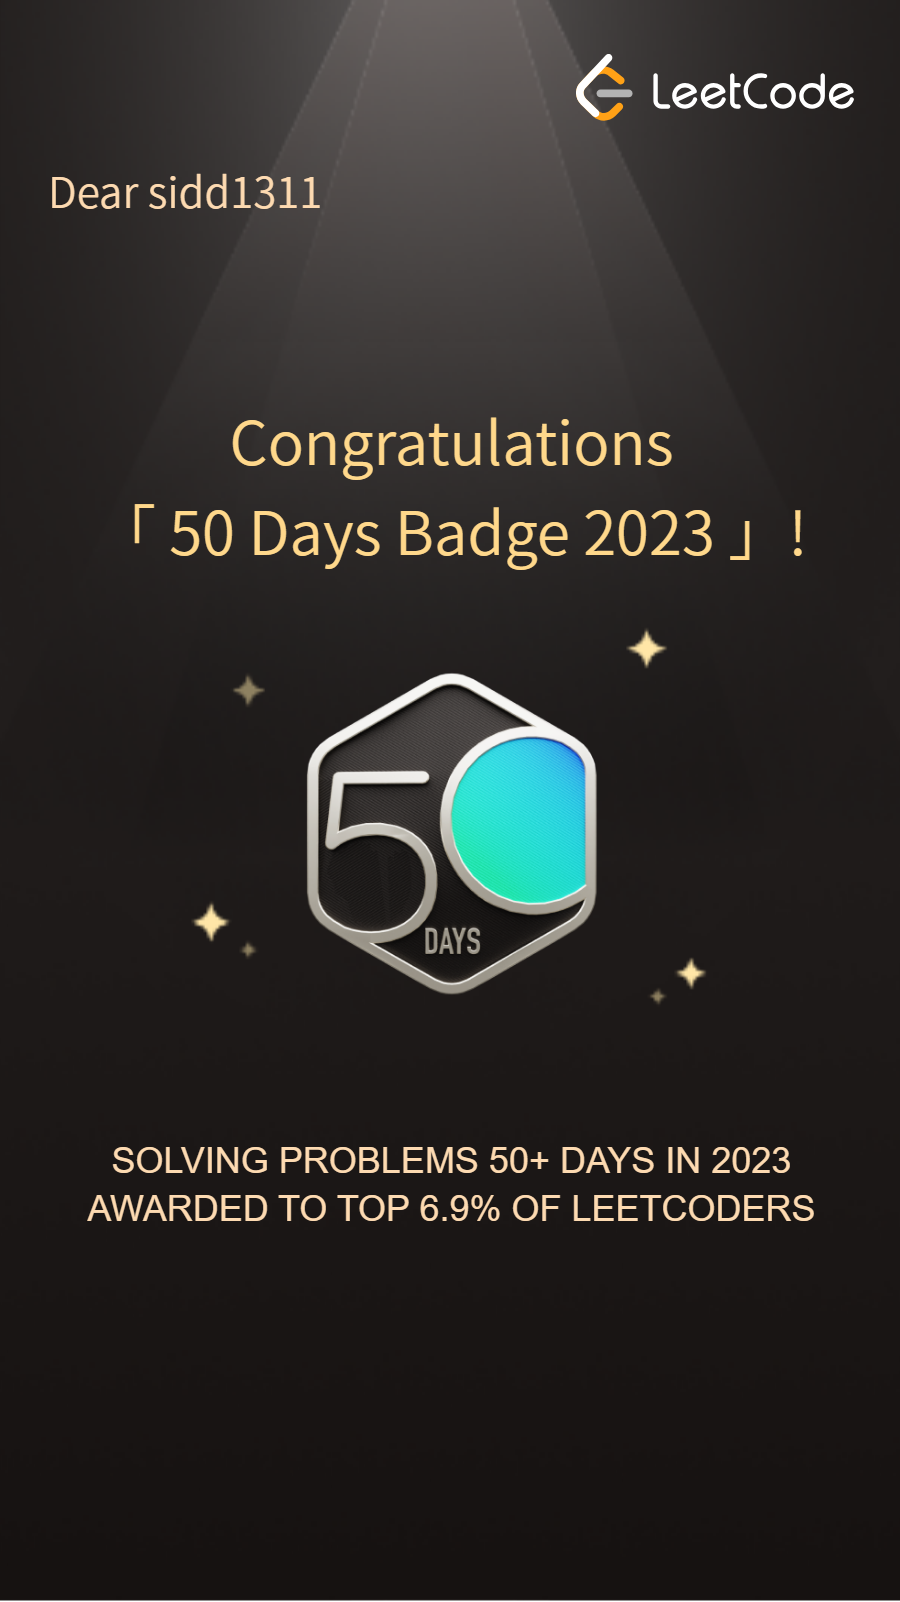 LeetCode
Dear sidd1311
Congratulations
「 50 Days Badge 2023 」 !
50
DAYS
SOLVING PROBLEMS 50+ DAYS IN 2023
AWARDED TO TOP 6.9% OF LEETCODERS